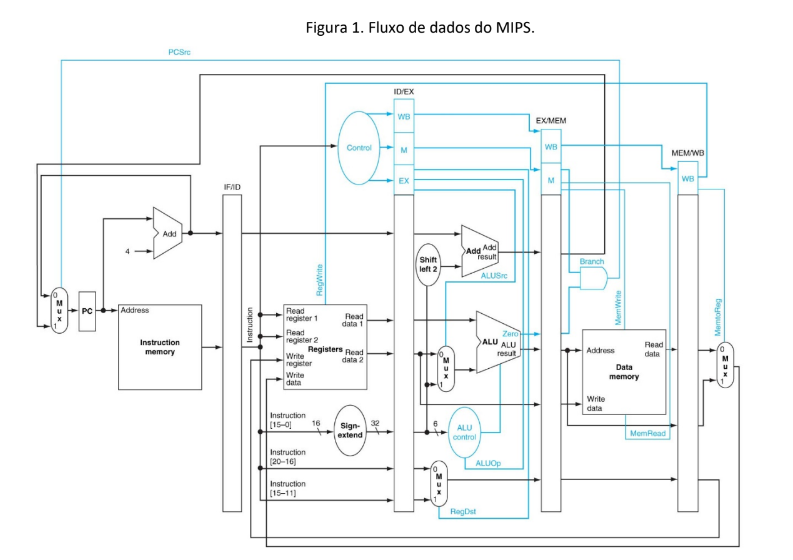 Figura 1. Fluxo de dados do MIPS.
PCSrc
ID/EX
WB
EX/MEM
Control
M
WB
MEM/WB
EX
M
WB
IF/ID
Add
4
Shift
left 2
Add Add
result
ALUSrc
Branch
RegWrite
MemWrite
MemtoReg
0
M
u
x
1
PC
Address
Instruction
memory
Instruction
Read
register 1
Read
register 2
Write
register
Write
data
Registers
Read
data 1
Read
data 2
0
M
u
x
1
Zero
ALU ALU
result
Address
Read
data
Data
memory
Write
data
0
M
u
x
1
Instruction
[15–0]
16
Sign-
extend
32
6
ALU
control
MemRead
Instruction
[20–16]
ALUOp
Instruction
[15–11]
0
M
u
x
1
RegDst